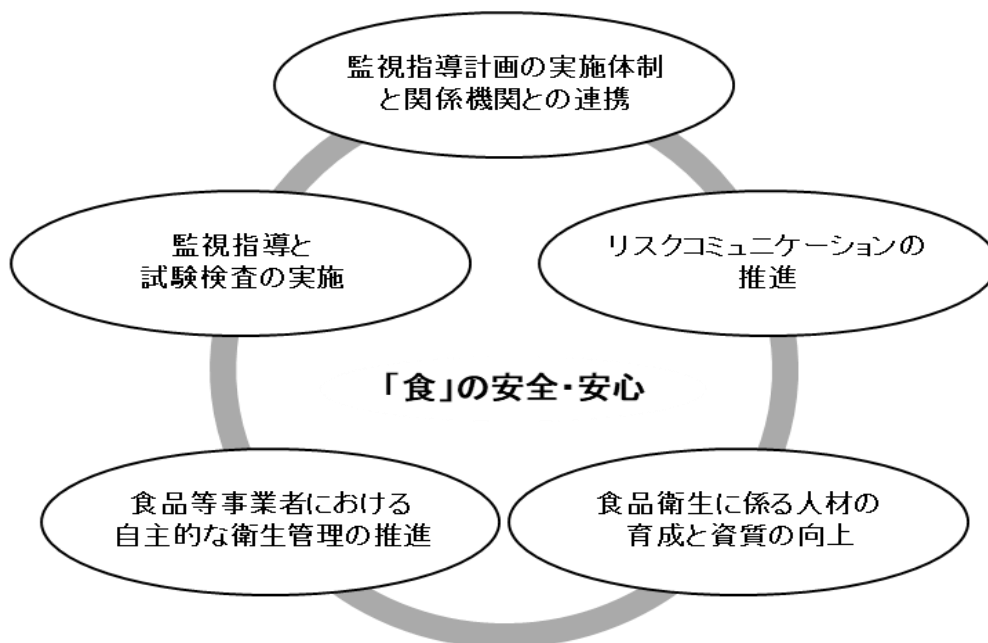 監視指導計画の実施体制
と関係機関との連携
監視指導と
試験検査の実施
リスクコミュニケーションの
推進
「食」の安全・安心
食品等事業者における
自主的な衛生管理の推進
食品衛生に係る人材の
育成と資質の向上